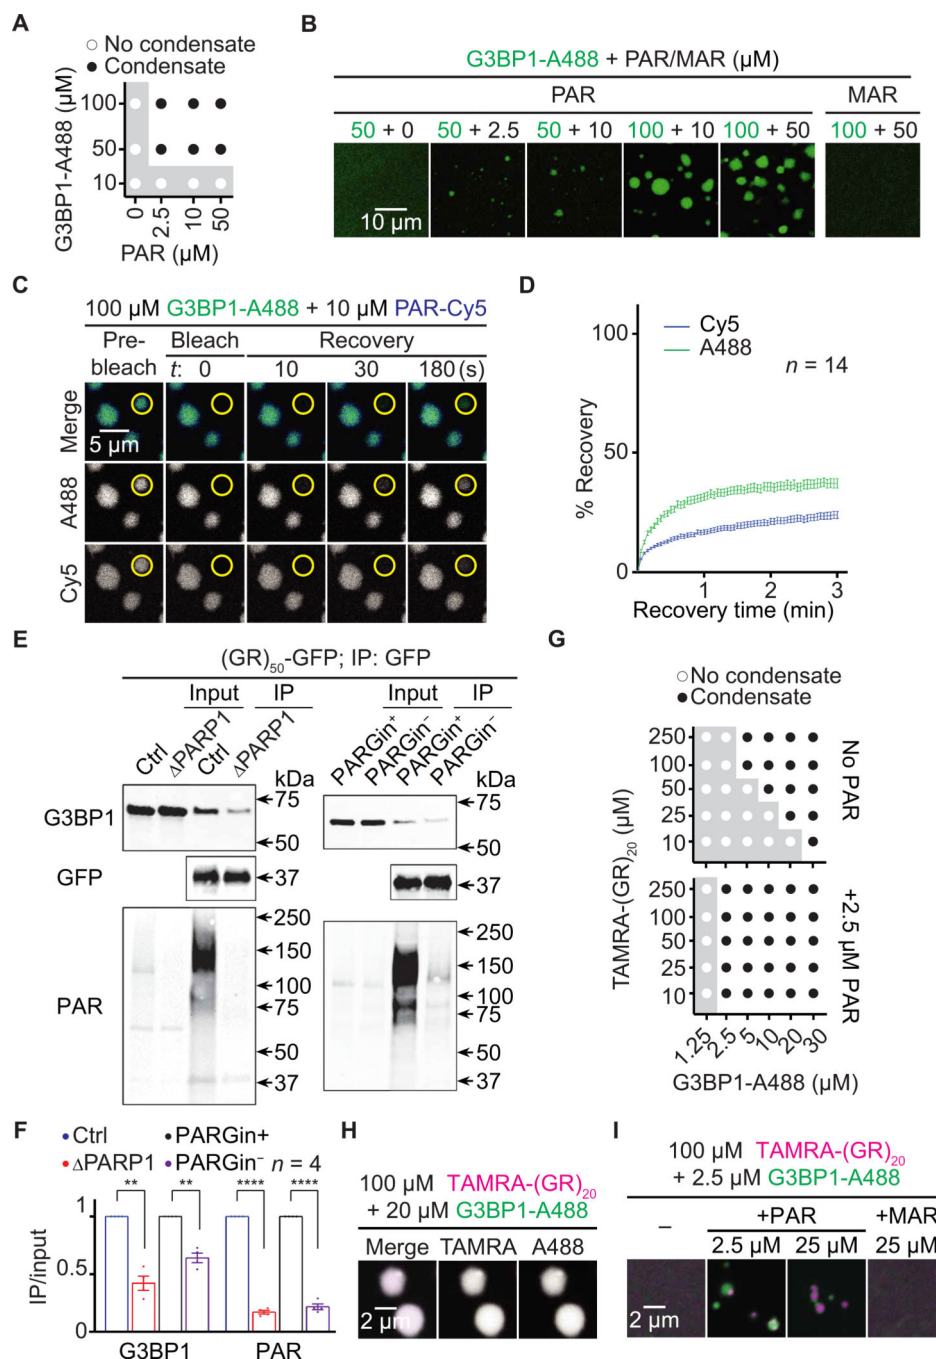 A
No condensate
Condensate
G3BP1-A488 (µM)
100
50
10
0
2.5
10
50
PAR (µM)
B
G3BP1-A488 + PAR/MAR (µM)
PAR
MAR
50 + 0
50 + 2.5
50 + 10
100 + 10
100 + 50
100 + 50
10 µm
C
100 µM G3BP1-A488 + 10 µM PAR-Cy5
Pre-bleach
Bleach
Recovery
t: 0
10
30
180 (s)
Merge
5 µm
A488
Cy5
D
% Recovery
100
50
0
Cy5
A488
n = 14
1
2
3
Recovery time (min)
E
(GR)50-GFP; IP: GFP
Input
IP
Input
IP
Ctrl
ΔPARP1
Ctrl
ΔPARP1
PARGin+
PARGin−
PARGin+
PARGin−
kDa
kDa
G3BP1
75
50
75
50
GFP
37
37
PAR
250
150
100
75
50
37
250
150
100
75
50
37
F
Ctrl
PARGin+
ΔPARP1
PARGin−
n = 4
**
**
****
****
IP/input
1
0.5
0
G3BP1
PAR
G
No condensate
Condensate
TAMRA-(GR)20 (µM)
250
100
50
25
10
No PAR
250
100
50
25
10
+2.5 µM PAR
1.25
2.5
5
10
20
30
G3BP1-A488 (µM)
H
100 µM TAMRA-(GR)20
+ 20 µM G3BP1-A488
Merge
TAMRA
A488
2 µm
I
100 µM TAMRA-(GR)20
+ 2.5 µM G3BP1-A488
–
+PAR
+MAR
2.5 µM
25 µM
25 µM
2 µm